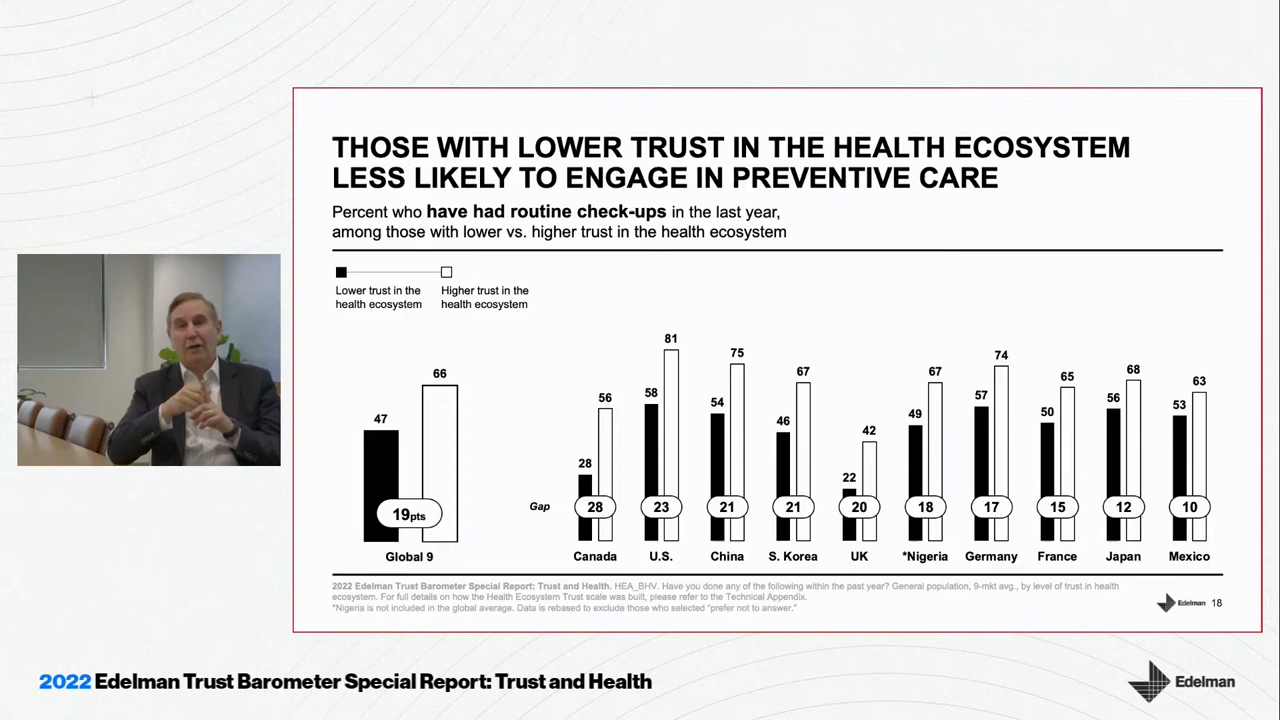 THOSE WITH LOWER TRUST IN THE HEALTH ECOSYSTEM
LESS LIKELY TO ENGAGE IN PREVENTIVE CARE
Percent who have had routine check-ups in the last year,
among those with lower vs. higher trust in the health ecosystem
Lower trust in the
health ecosystem
Higher trust in the
health ecosystem
47 66
19pts
Global 9
28 56 58 81 54 75 46 67 22 42 49 67 57 74 50 65 56 68 53 63
Gap 28 23 21 21 20 18 17 15 12 10
Canada U.S. China S. Korea UK *Nigeria Germany France Japan Mexico
2022 Edelman Trust Barometer Special Report: Trust and Health. HEA_BHV. Have you done any of the following within the past year? General population, 9-mkt avg., by level of trust in health
ecosystem. For full details on how the Health Ecosystem Trust scale was built, please refer to the Technical Appendix.
*Nigeria is not included in the global average. Data is rebased to exclude those who selected “prefer not to answer.”
Edelman 18
2022 Edelman Trust Barometer Special Report: Trust and Health
Edelman